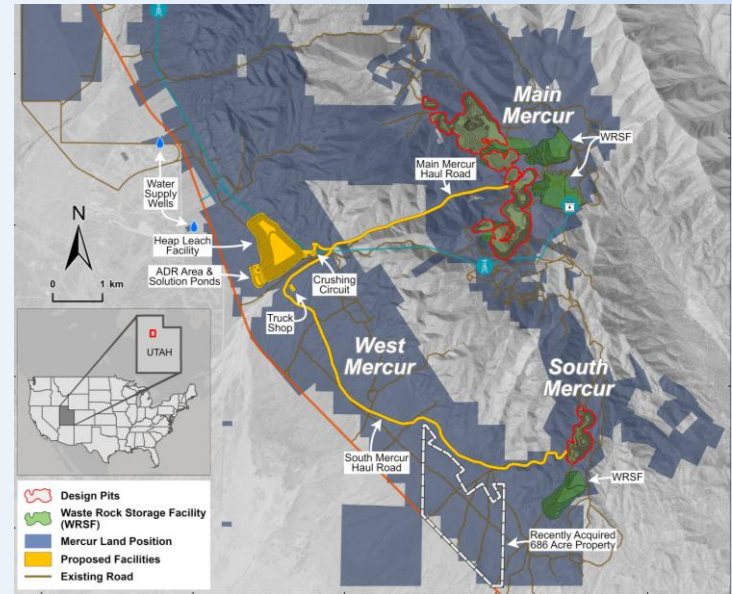 Main
Mercur
WRSF
Main Mercur
Haul Road
Water
Supply
Wells
N
Heap Leach
Facility
ADR Area &
Solution Ponds
0 1 km
Crushing
Circuit
Truck
Shop
West
Mercur
South
Mercur
UTAH
South Mercur
Haul Road
WRSF
Recently Acquired
686 Acre Property
Design Pits
Waste Rock Storage Facility
(WRSF)
Mercur Land Position
Proposed Facilities
Existing Road